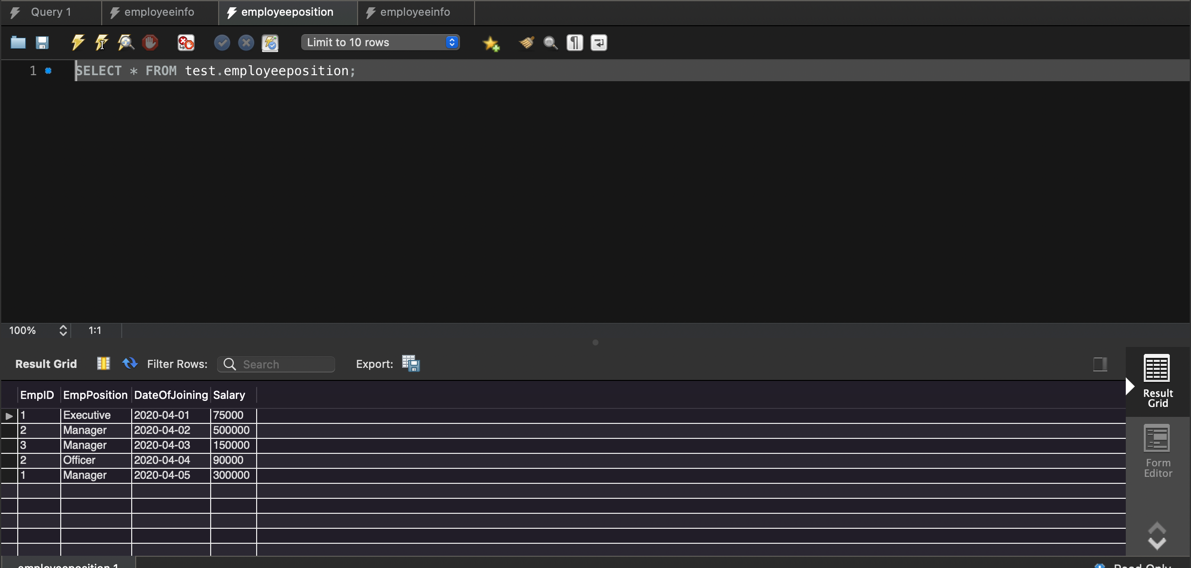 Query 1 employeeinfo employeeposition employeeinfo
Limit to 10 rows
1 SELECT * FROM test.employeeposition;
100% 1:1
Result Grid Filter Rows: Search Export:
EmpID EmpPosition DateOfJoining Salary
1 Executive 2020-04-01 75000
2 Manager 2020-04-02 500000
3 Manager 2020-04-03 150000
2 Officer 2020-04-04 90000
1 Manager 2020-04-05 300000
Result
Grid
Form
Editor
employeeposition 1 Read Only